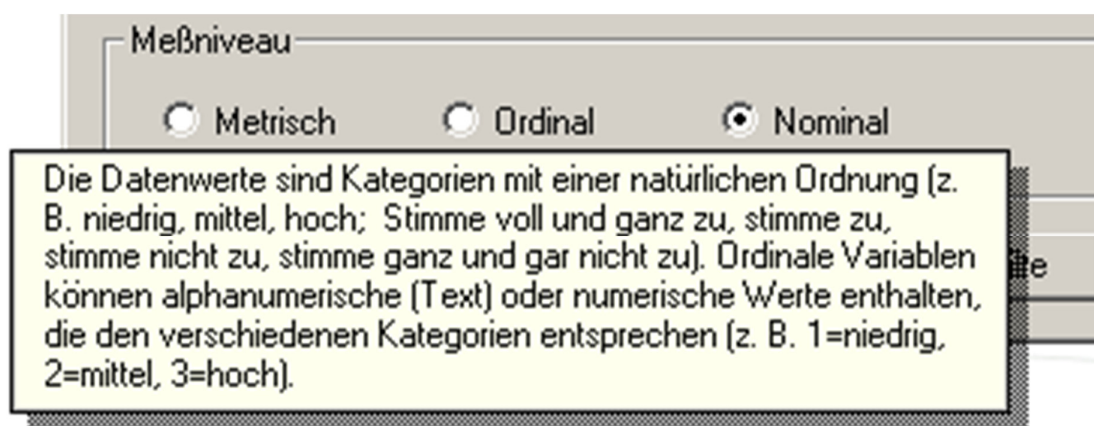 Meßniveau
Metrisch Ordinal Nominal
Die Datenwerte sind Kategorien mit einer natürlichen Ordnung (z.
B. niedrig, mittel, hoch; Stimme voll und ganz zu, stimme zu,
stimme nicht zu, stimme ganz und gar nicht zu). Ordinale Variablen
können alphanumerische (Text) oder numerische Werte enthalten,
die den verschiedenen Kategorien entsprechen (z. B. 1=niedrig,
2=mittel, 3=hoch).